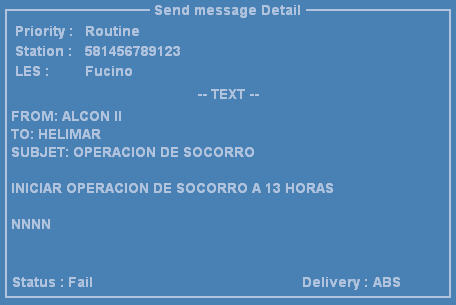 Send message Detail
Priority : Routine
Station : 581456789123
LES : Fucino
-- TEXT --
FROM: ALCON II
TO: HELIMAR
SUBJET: OPERACION DE SOCORRO
INICIAR OPERACION DE SOCORRO A 13 HORAS
NNNN
Status : Fail Delivery : ABS